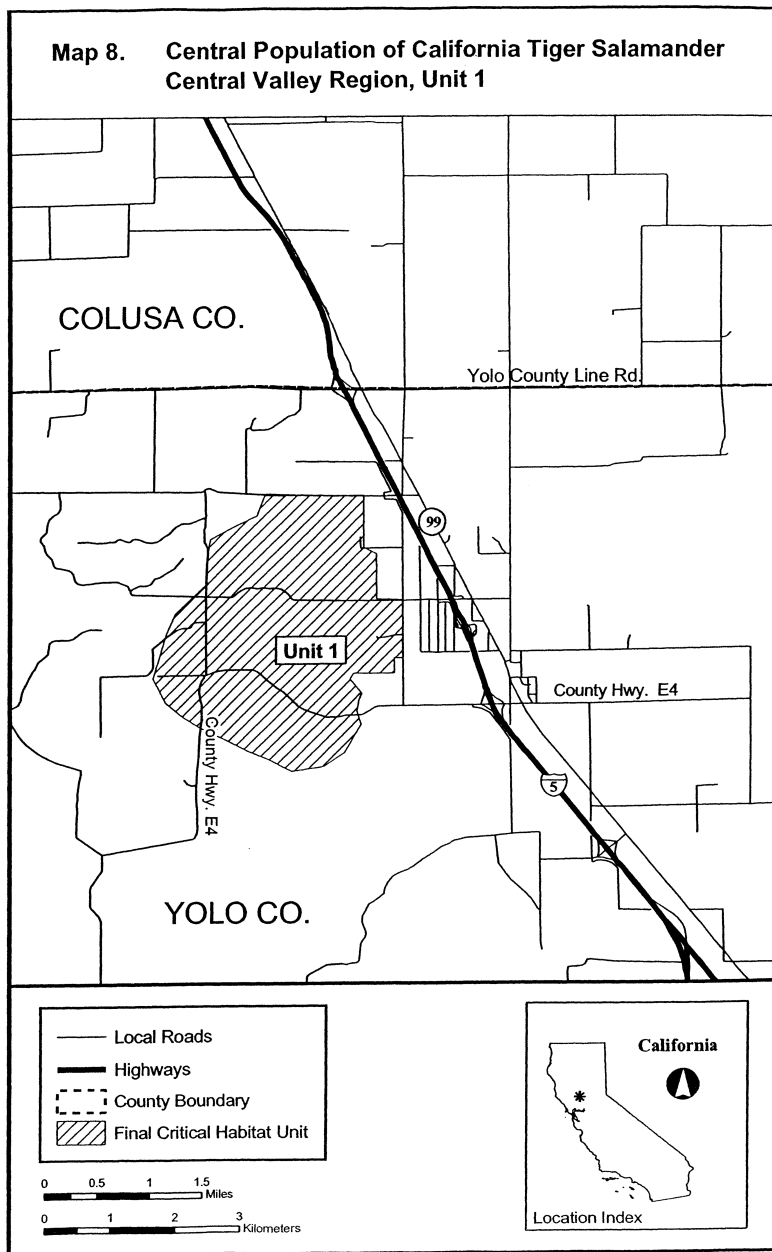 Map 8. Central Population of California Tiger Salamander
Central Valley Region, Unit 1
COLUSA CO.
Yolo County Line Rd.
99
Unit 1
County Hwy. E4
County Hwy. E4
5
YOLO CO.
Local Roads
Highways
County Boundary
Final Critical Habitat Unit
0 0.5 1 1.5
Miles
0 1 2 3
Kilometers
California
Location Index